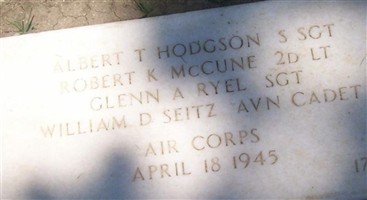 ALBERT T HODGSON S SGT
ROBERT K McCUNE 2D LT
GLENN A RYEL SGT
WILLIAM D SEITZ AVN CADET
AIR CORPS
APRIL 18 1945
17